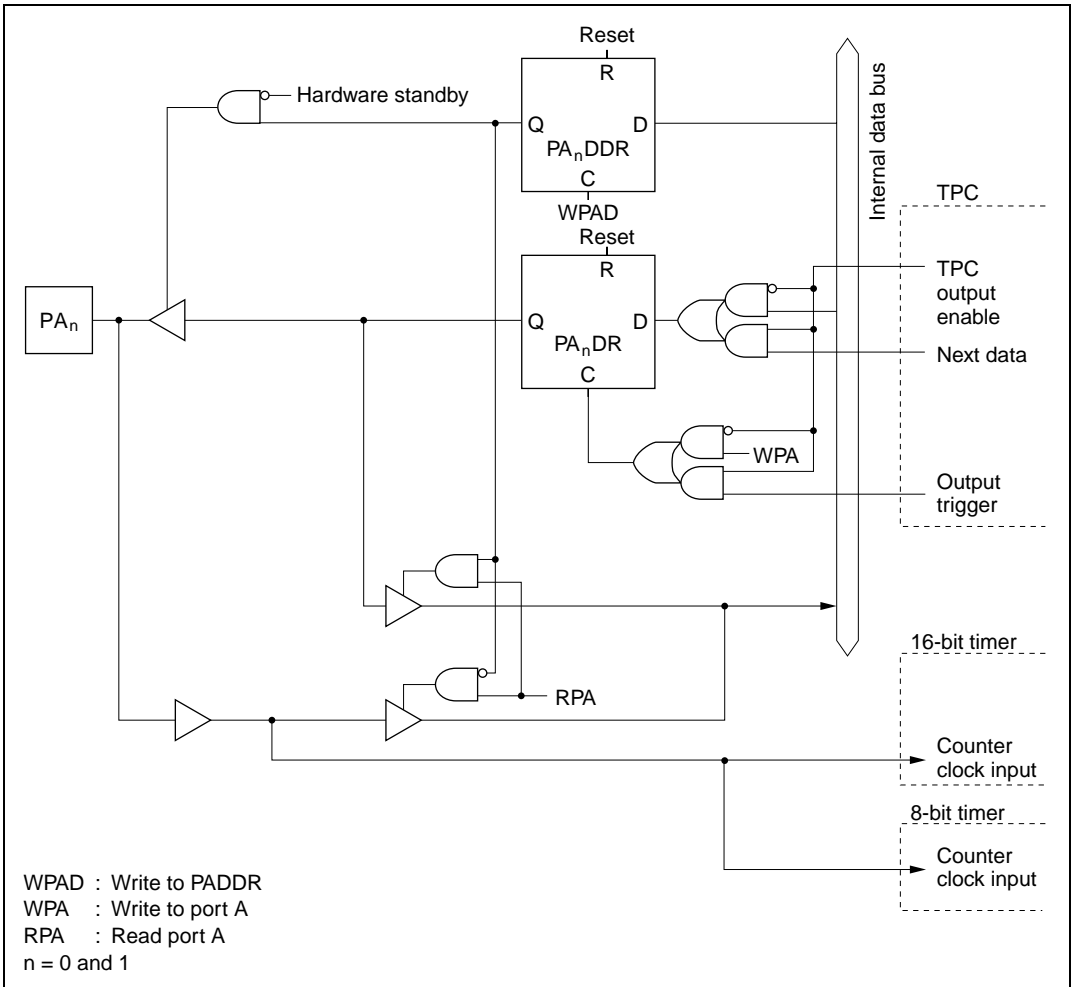 Reset
R
Hardware standby
Q
D
PAnDDR
C
WPAD
Internal data bus
TPC
Reset
R
TPC
output
enable
PAn
Q
D
PAnDR
Next data
C
WPA
Output
trigger
16-bit timer
RPA
Counter
clock input
8-bit timer
Counter
clock input
WPAD : Write to PADDR
WPA : Write to port A
RPA : Read port A
n = 0 and 1